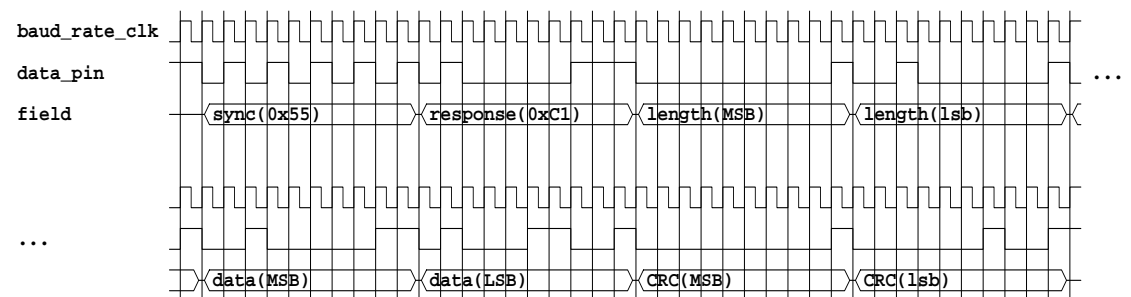 baud_rate_clk
data_pin ...
field sync(0x55) response(0xC1) length(MSB) length(lsb)
...
data(MSB) data(LSB) CRC(MSB) CRC(lsb)